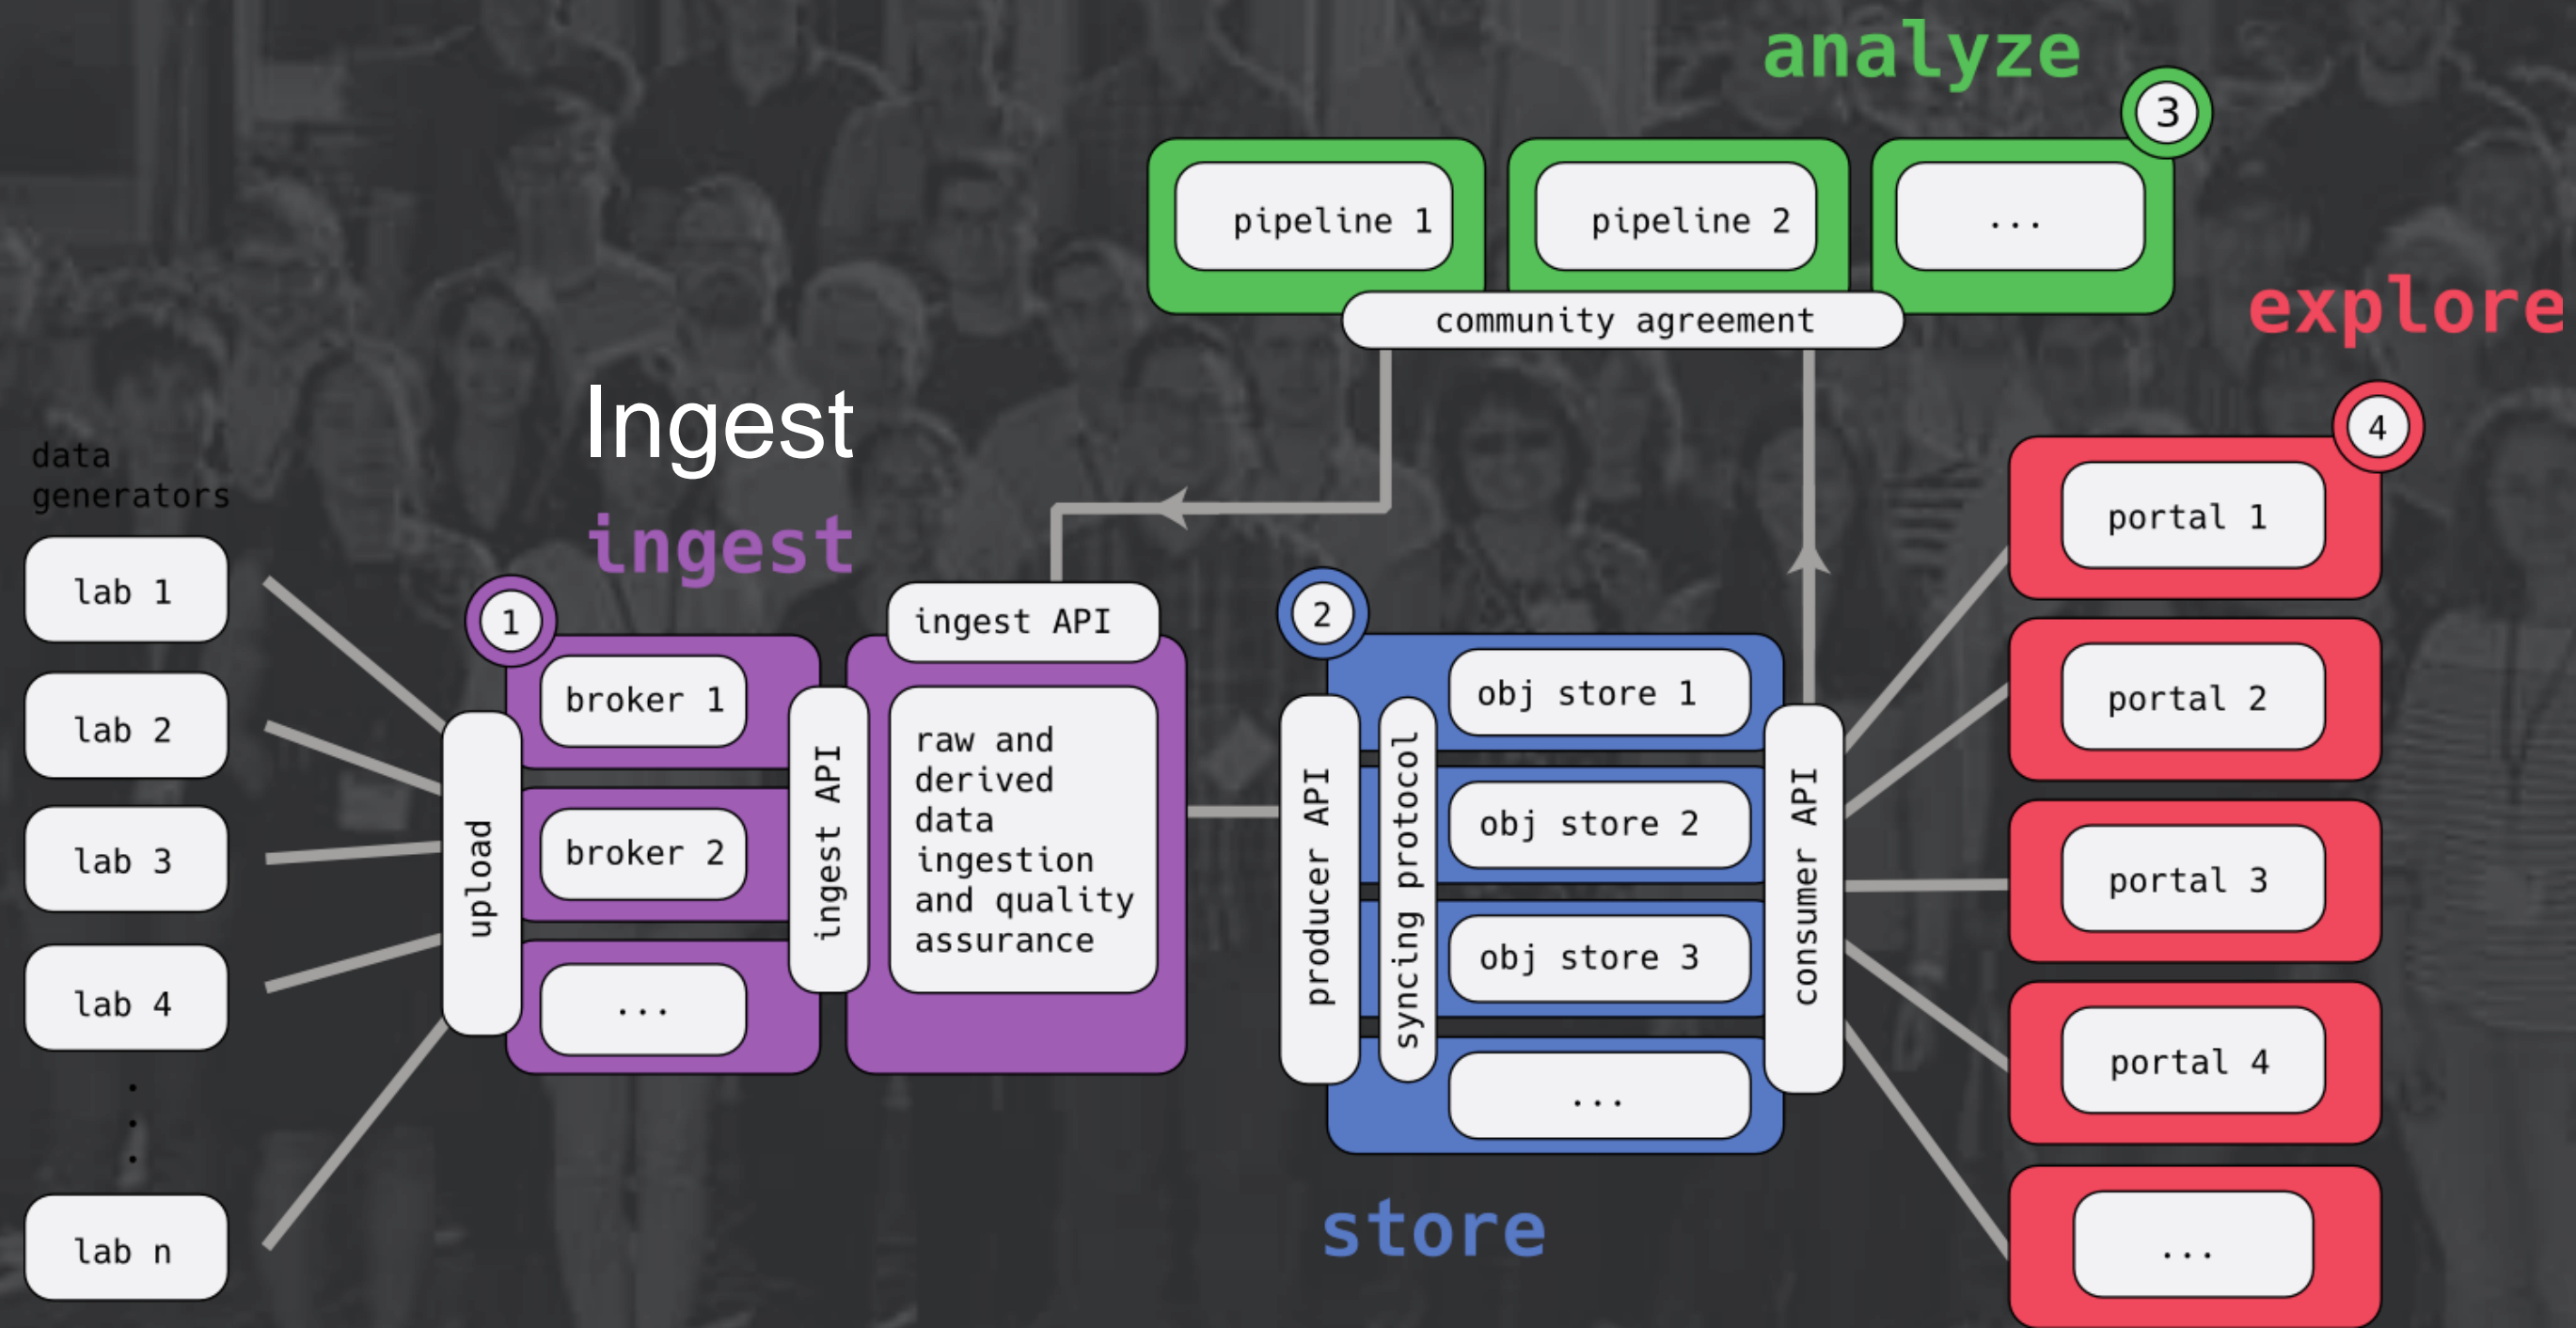 analyze
3
pipeline 1
pipeline 2
...
community agreement
explore
4
Ingest
ingest
data
generators
lab 1
lab 2
lab 3
lab 4
.
.
.
lab n
upload
1
broker 1
broker 2
...
ingest API
ingest API
raw and
derived
data
ingestion
and quality
assurance
2
producer API
syncing protocol
obj store 1
obj store 2
obj store 3
...
consumer API
store
portal 1
portal 2
portal 3
portal 4
...